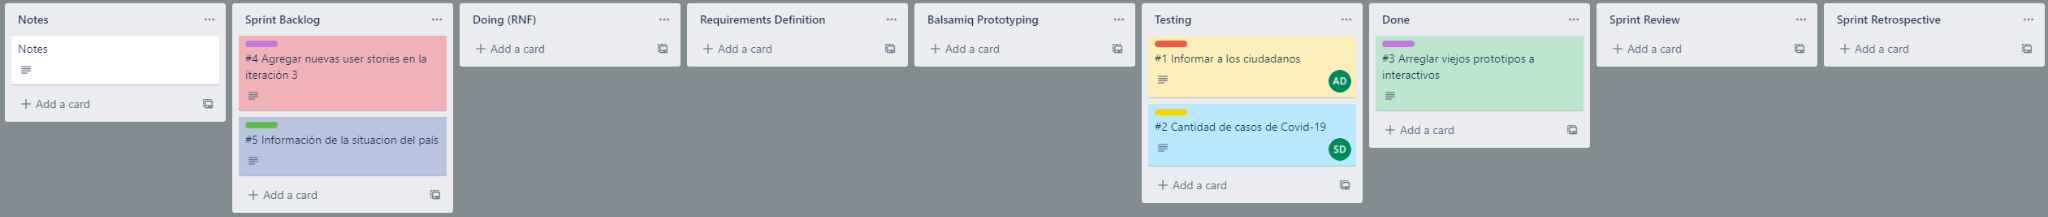 Notes
Notes
Add a card
Sprint Backlog
#4 Agregar nuevas user stories en la
iteración 3
#5 Información de la situacion del país
Add a card
Doing (RNF)
Add a card
Requirements Definition
Add a card
Balsamiq Prototyping
Add a card
Testing
#1 Informar a los ciudadanos
AD
#2 Cantidad de casos de Covid-19
SD
Add a card
Done
#3 Arreglar viejos prototipos a
interactivos
Add a card
Sprint Review
Add a card
Sprint Retrospective
Add a card